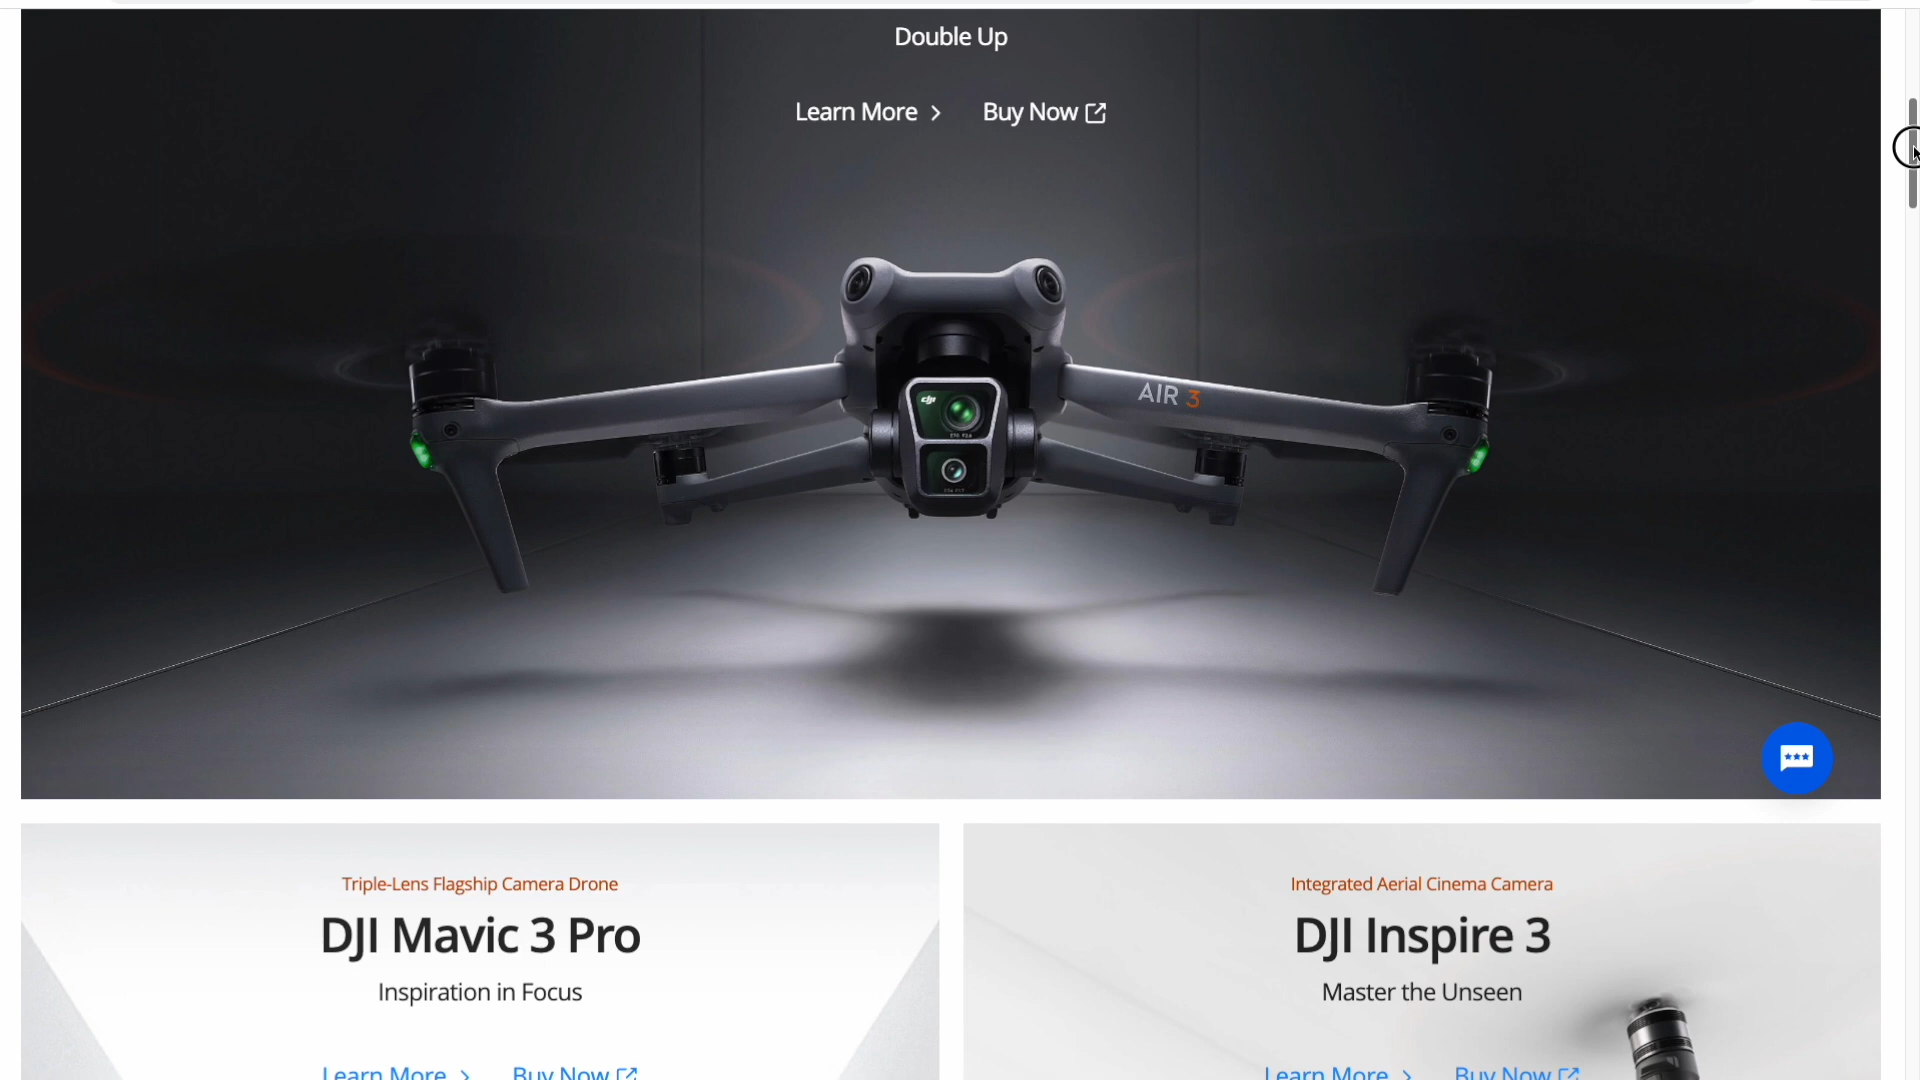 Double Up
Learn More
Buy Now
AIR 3
dji
Triple-Lens Flagship Camera Drone
DJI Mavic 3 Pro
Inspiration in Focus
Learn More
Buy Now
Integrated Aerial Cinema Camera
DJI Inspire 3
Master the Unseen
Learn More
Buy Now